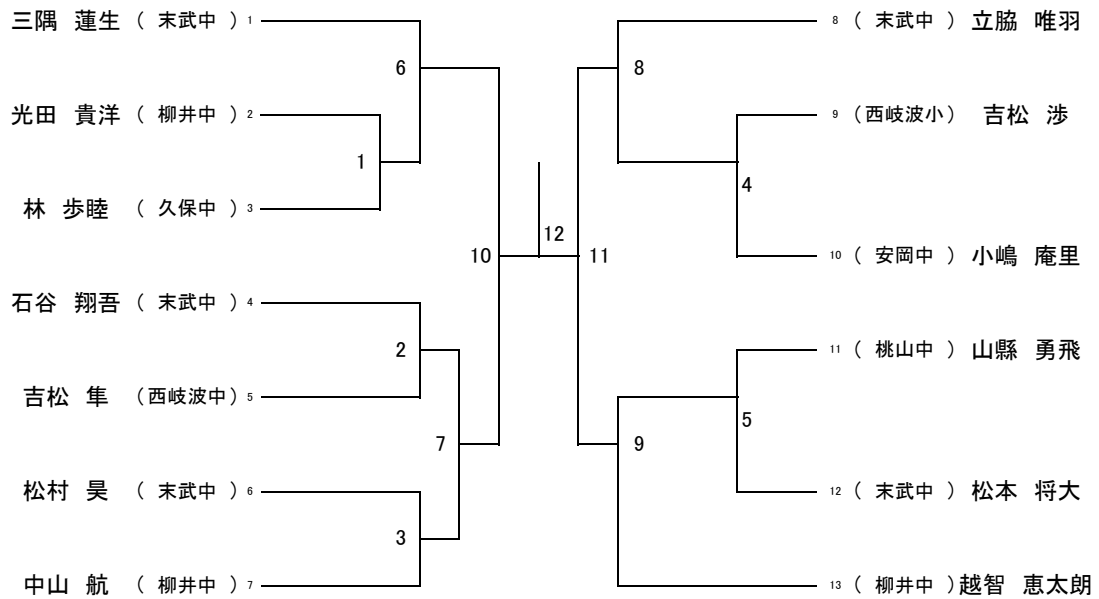 三隅 蓮生 ( 末武中 ) 1
光田 貴洋 ( 柳井中 ) 2
林 歩睦 ( 久保中 ) 3
石谷 翔吾 ( 末武中 ) 4
吉松 隼 (西岐波中) 5
松村 昊 ( 末武中 ) 6
中山 航 ( 柳井中 ) 7
6
1
2
7
3
10
12
11
8
4
9
5
8 ( 末武中 ) 立脇 唯羽
9 (西岐波小) 吉松 渉
10 ( 安岡中 ) 小嶋 庵里
11 ( 桃山中 ) 山縣 勇飛
12 ( 末武中 ) 松本 将大
13 ( 柳井中 ) 越智 恵太朗